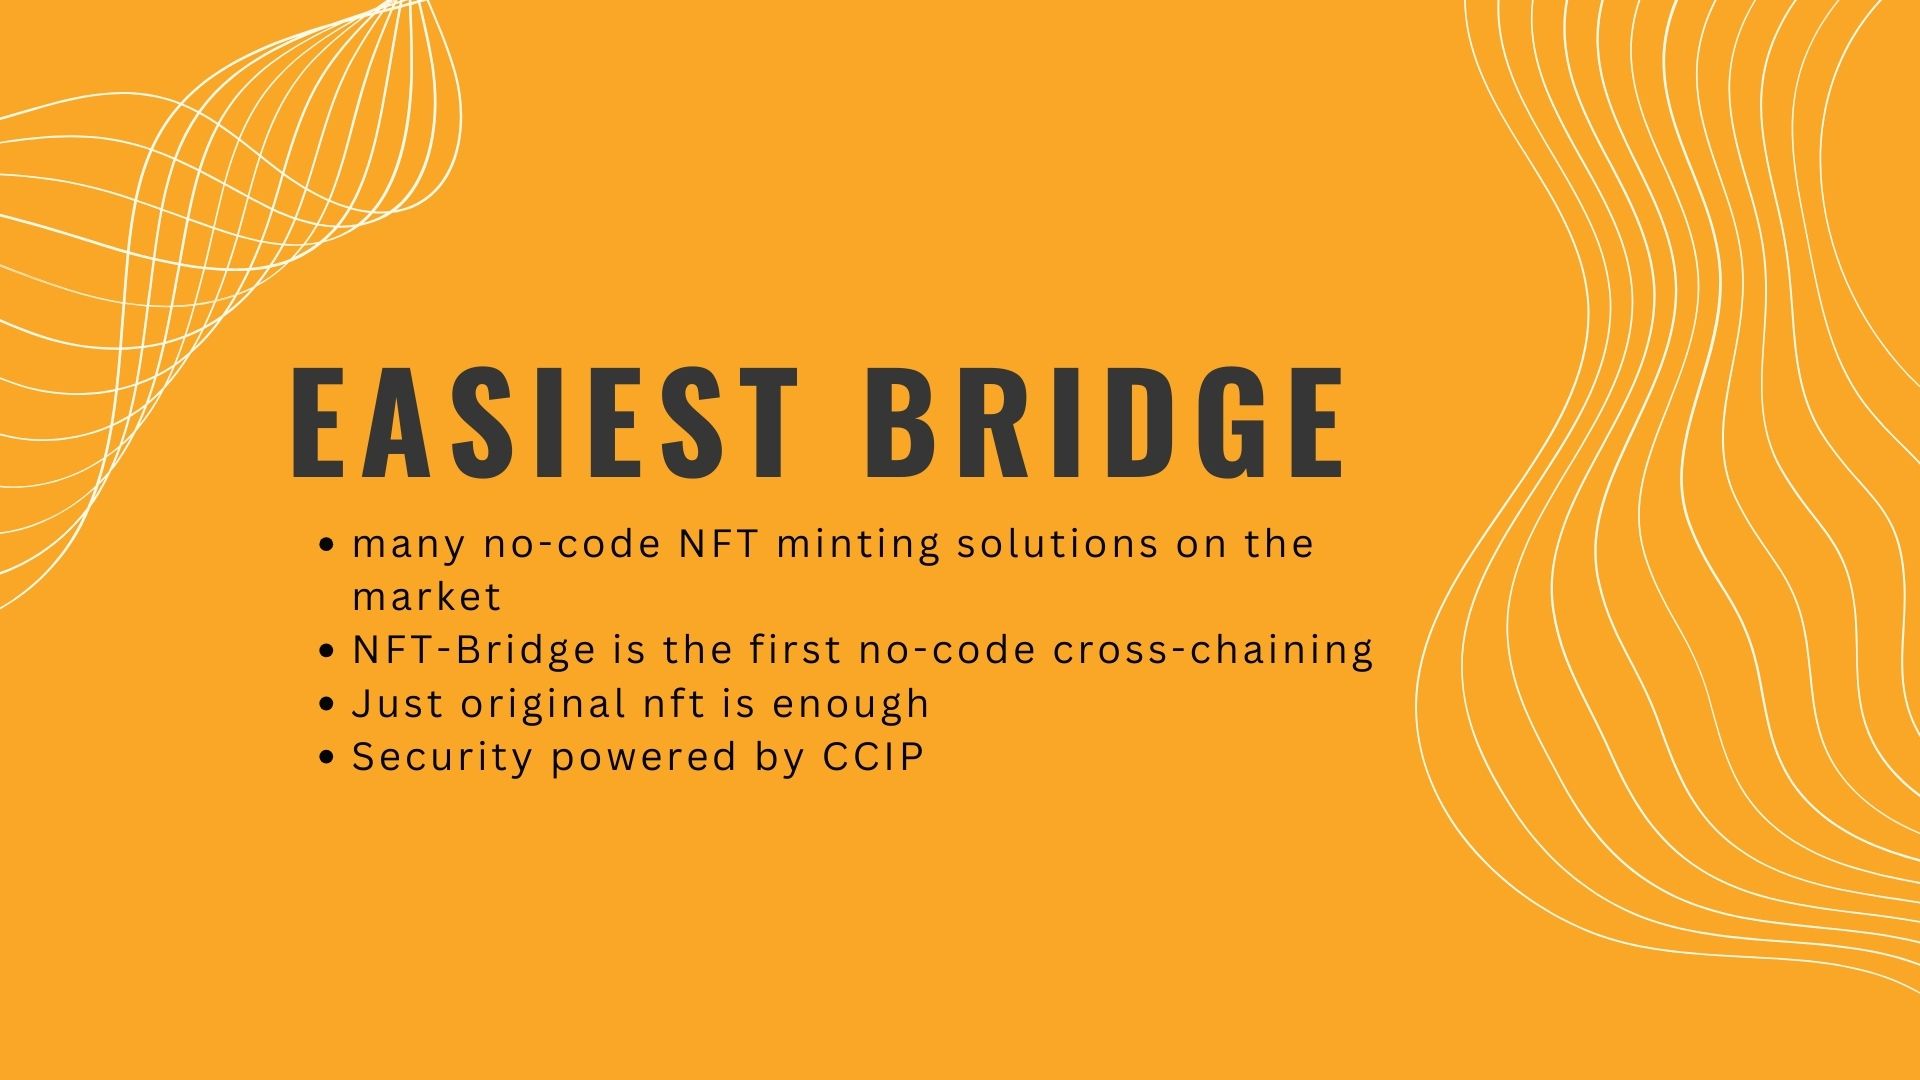 EASIEST BRIDGE
• many no-code NFT minting solutions on the
market
• NFT-Bridge is the first no-code cross-chaining
• Just original nft is enough
• Security powered by CCIP